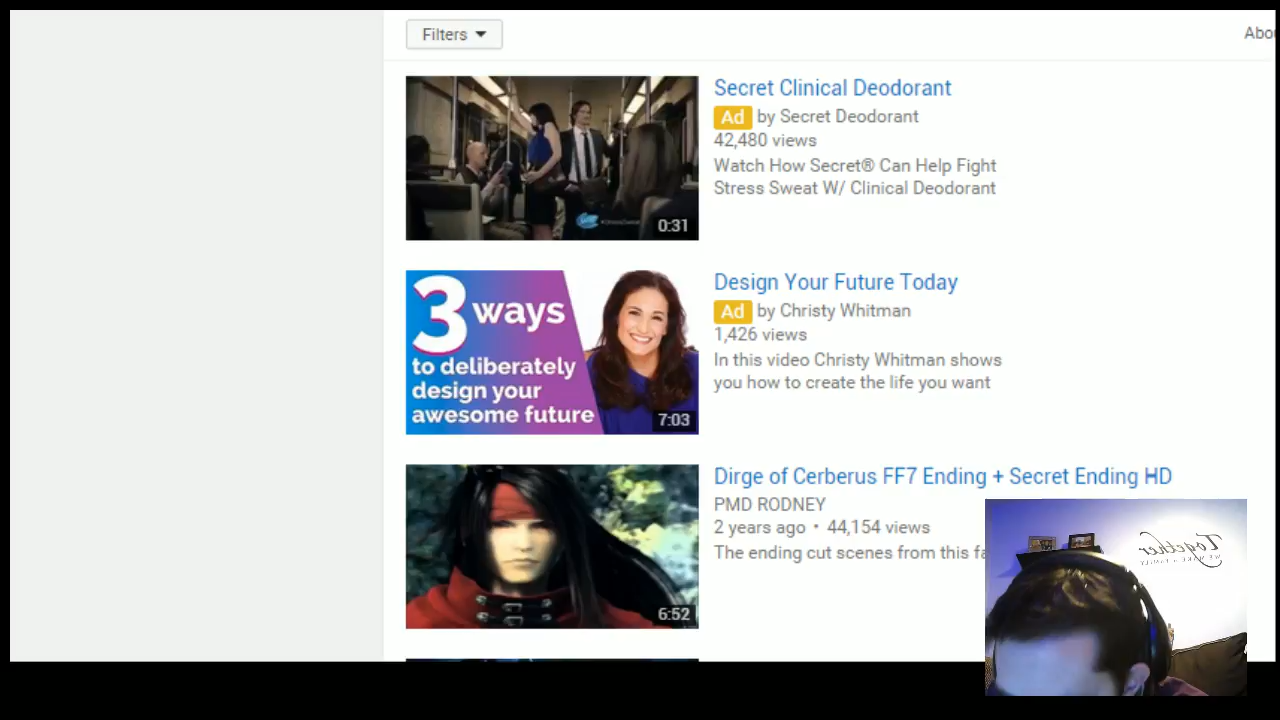 Filters
Abo
Secret Clinical Deodorant
Ad by Secret Deodorant
42,480 views
Watch How Secret® Can Help Fight
Stress Sweat W/ Clinical Deodorant
0:31
3 ways
to deliberately
design your
awesome future
7:03
Design Your Future Today
Ad by Christy Whitman
1,426 views
In this video Christy Whitman shows
you how to create the life you want
6:52
Dirge of Cerberus FF7 Ending + Secret Ending HD
PMD RODNEY
2 years ago • 44,154 views
The ending cut scenes from this fa
Together